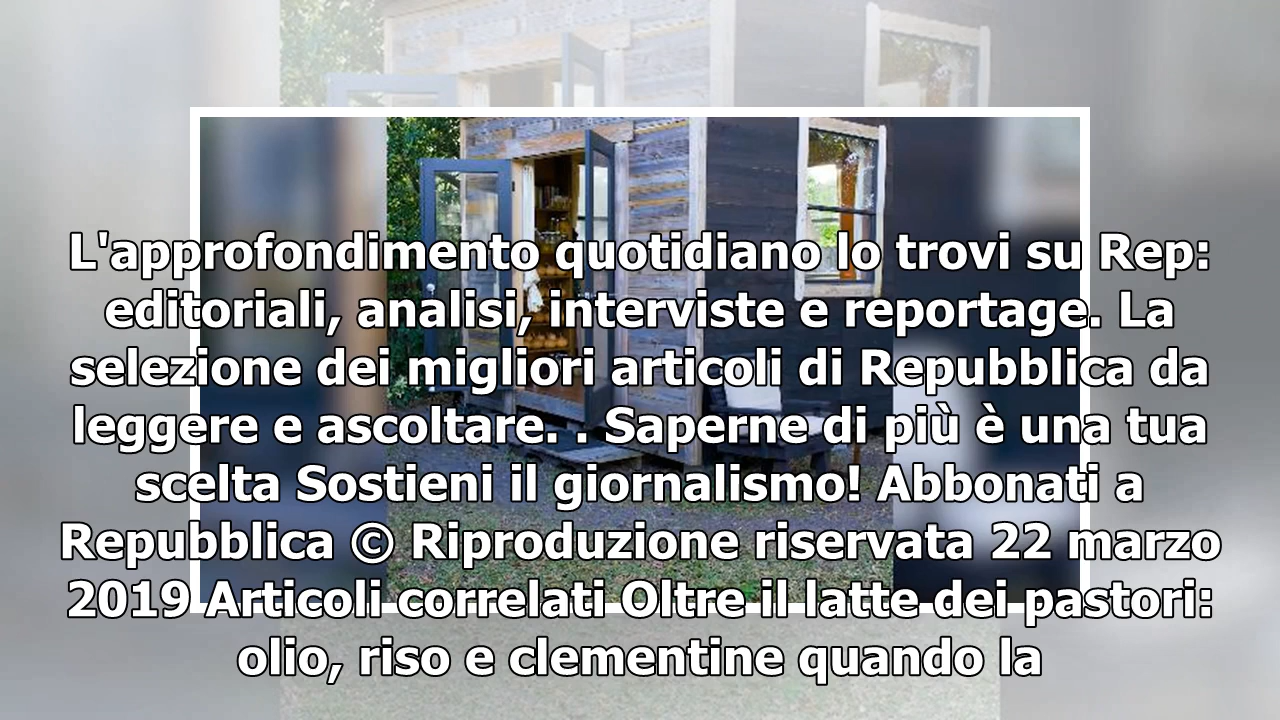 L'approfondimento quotidiano lo trovi su Rep:
editoriali, analisi, interviste e reportage. La
selezione dei migliori articoli di Repubblica da
leggere e ascoltare. . Saperne di più è una tua
scelta Sostieni il giornalismo! Abbonati a
Repubblica © Riproduzione riservata 22 marzo
2019 Articoli correlati Oltre il latte dei pastori:
olio, riso e clementine quando la